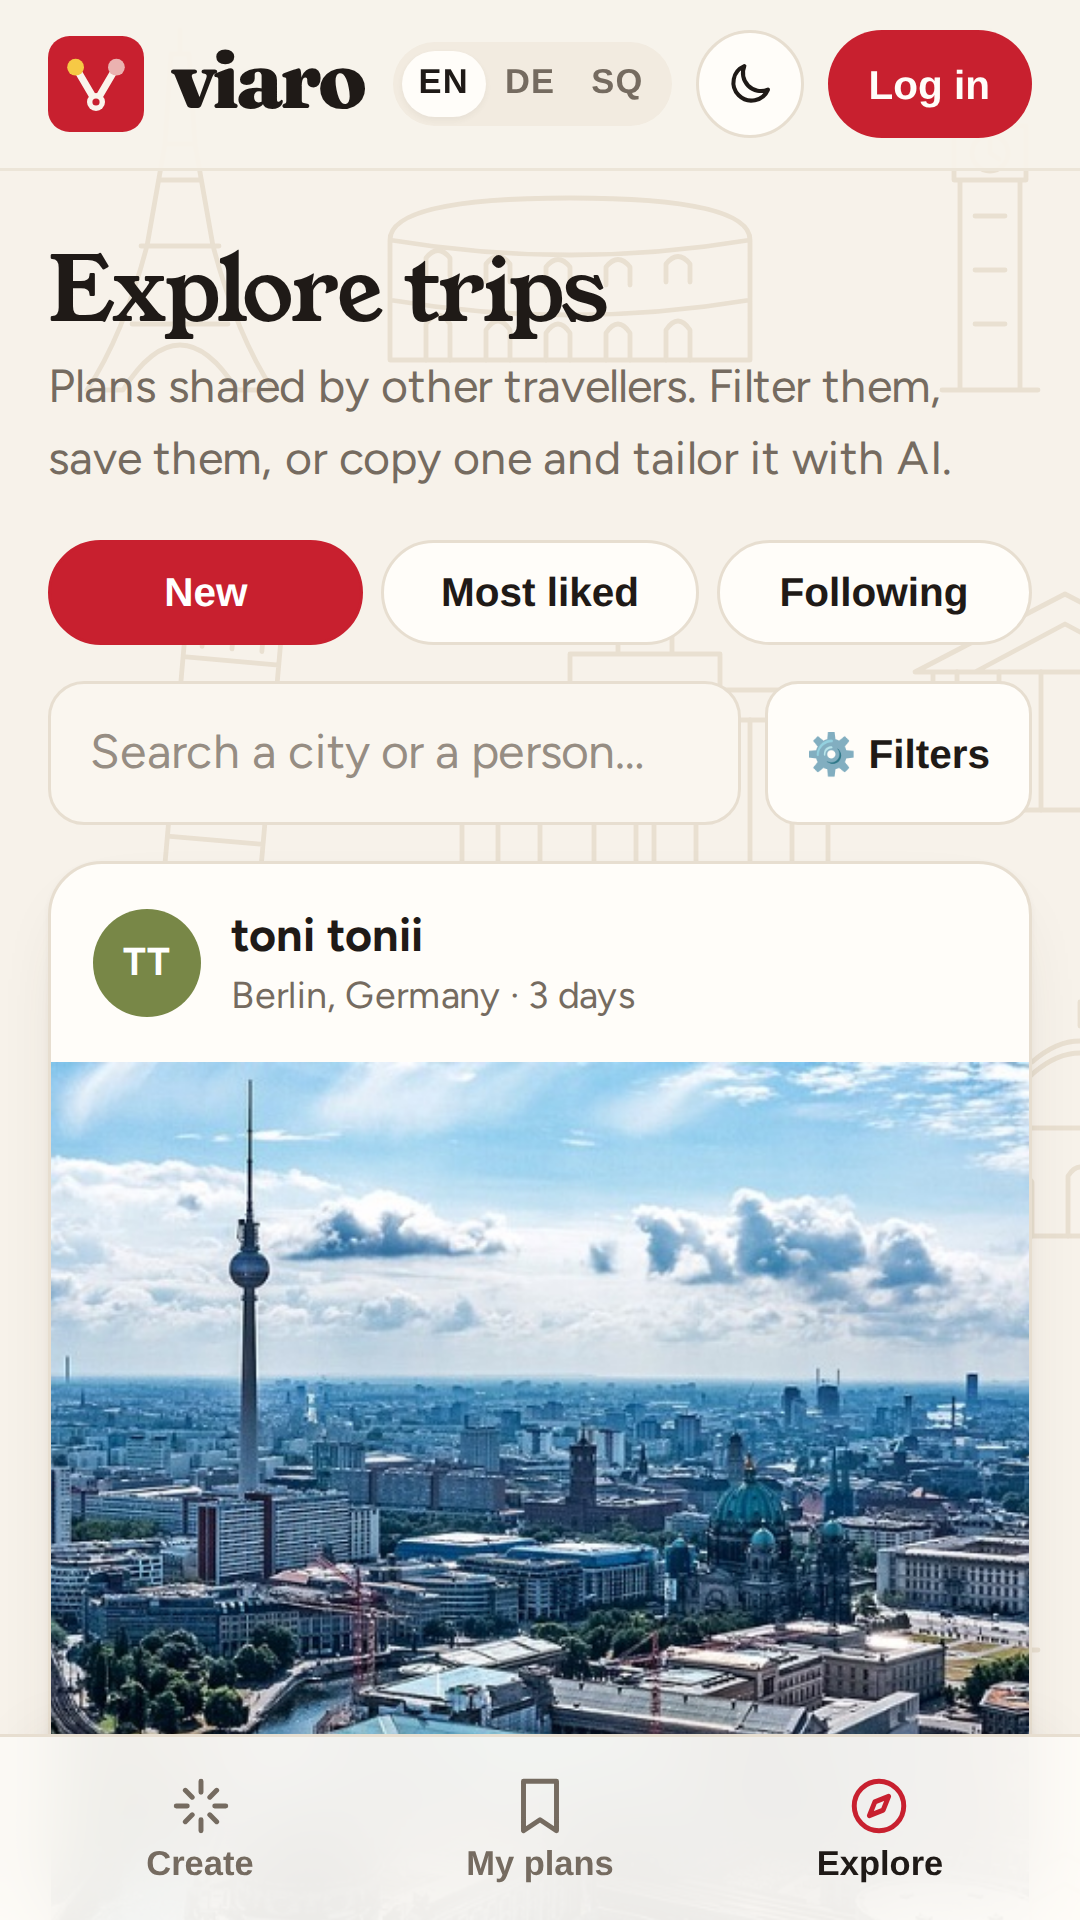 viaro
EN DE SQ
Log in
Explore trips
Plans shared by other travellers. Filter them,
save them, or copy one and tailor it with AI.
New
Most liked
Following
Search a city or a person...
Filters
TT
toni tonii
Berlin, Germany · 3 days
Create
My plans
Explore